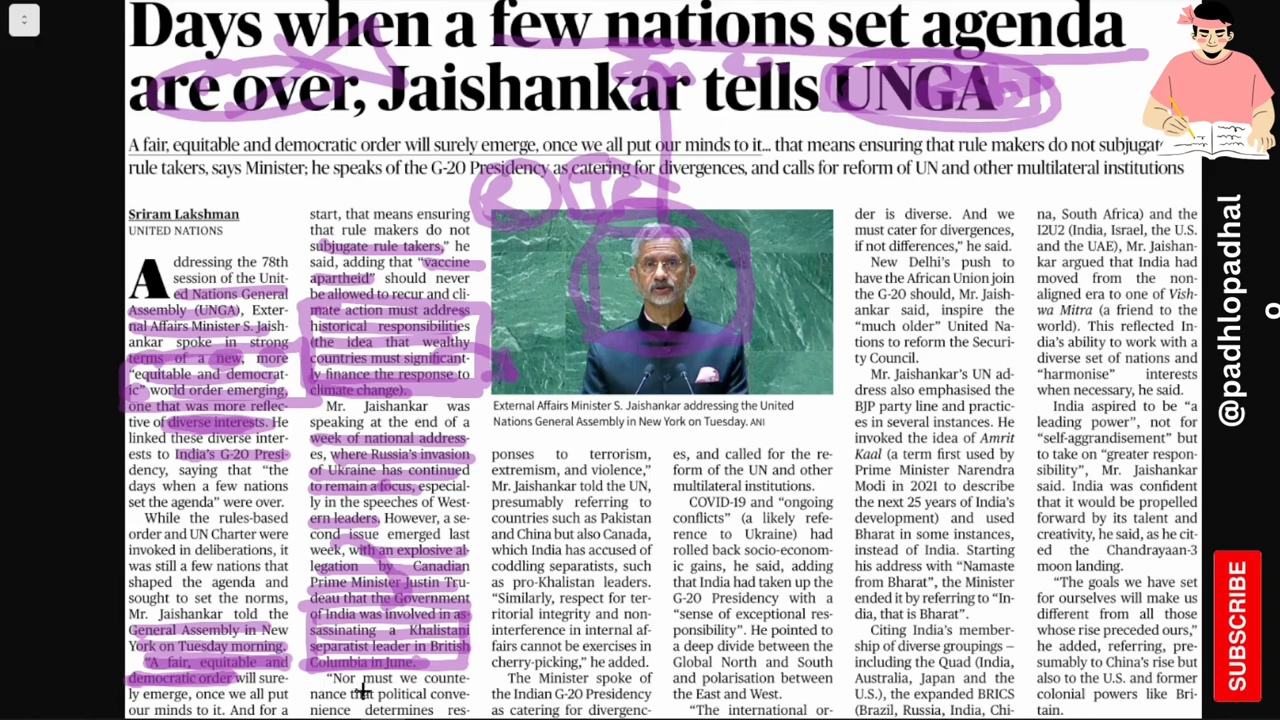 Days when a few nations set agenda
are over, Jaishankar tells UNGA
A fair, equitable and democratic order will surely emerge, once we all put our minds to it... that means ensuring that rule makers do not subjugate
rule takers, says Minister; he speaks of the G-20 Presidency as catering for divergences, and calls for reform of UN and other multilateral institutions
Sriram Lakshman
UNITED NATIONS
Addressing the 78th
session of the Unit-
ed Nations General
Assembly (UNGA), Exter-
nal Affairs Minister S. Jaish-
ankar spoke in strong
terms of a new, more
“equitable and democrat-
ic” world order emerging,
one that was more reflec-
tive of diverse interests. He
linked these diverse inter-
ests to India’s G-20 Presi-
dency, saying that “the
days when a few nations
set the agenda” were over.
While the rules-based
order and UN Charter were
invoked in deliberations, it
was still a few nations that
shaped the agenda and
sought to set the norms,
Mr. Jaishankar told the
General Assembly in New
York on Tuesday morning.
“A fair, equitable and
democratic order will sure-
ly emerge, once we all put
our minds to it. And for a
start, that means ensuring
that rule makers do not
subjugate rule takers,” he
said, adding that “vaccine
apartheid” should never
be allowed to recur and cli-
mate action must address
historical responsibilities
(the idea that wealthy
countries must significant-
ly finance the response to
climate change).
Mr. Jaishankar was
speaking at the end of a
week of national address-
es, where Russia’s invasion
of Ukraine has continued
to remain a focus, especial-
ly in the speeches of West-
ern leaders. However, a se-
cond issue emerged last
week, with an explosive al-
legation by Canadian
Prime Minister Justin Tru-
deau that the Government
of India was involved in as-
sassinating a Khalistani
separatist leader in British
Columbia in June.
“Nor must we counte-
nance that political conve-
nience determines res-
External Affairs Minister S. Jaishankar addressing the United
Nations General Assembly in New York on Tuesday. ANI
ponses to terrorism,
extremism, and violence,”
Mr. Jaishankar told the UN,
presumably referring to
countries such as Pakistan
and China but also Canada,
which India has accused of
coddling separatists, such
as pro-Khalistan leaders.
“Similarly, respect for ter-
ritorial integrity and non-
interference in internal af-
fairs cannot be exercises in
cherry-picking,” he added.
The Minister spoke of
the Indian G-20 Presidency
as catering for divergenc-
es, and called for the re-
form of the UN and other
multilateral institutions.
COVID-19 and “ongoing
conflicts” (a likely refe-
rence to Ukraine) had
rolled back socio-econom-
ic gains, he said, adding
that India had taken up the
G-20 Presidency with a
“sense of exceptional res-
ponsibility”. He pointed to
a deep divide between the
Global North and South
and polarisation between
the East and West.
“The international or-
der is diverse. And we
must cater for divergences,
if not differences,” he said.
New Delhi’s push to
have the African Union join
the G-20 should, Mr. Jaish-
ankar said, inspire the
“much older” United Na-
tions to reform the Securi-
ty Council.
Mr. Jaishankar’s UN ad-
dress also emphasised the
BJP party line and practic-
es in several instances. He
invoked the idea of Amrit
Kaal (a term first used by
Prime Minister Narendra
Modi in 2021 to describe
the next 25 years of India’s
development) and used
Bharat in some instances,
instead of India. Starting
his address with “Namaste
from Bharat”, the Minister
ended it by referring to “In-
dia, that is Bharat”.
Citing India’s member-
ship of diverse groupings —
including the Quad (India,
Australia, Japan and the
U.S.), the expanded BRICS
(Brazil, Russia, India, Chi-
na, South Africa) and the
I2U2 (India, Israel, the U.S.
and the UAE), Mr. Jaishan-
kar argued that India had
moved from the non-
aligned era to one of Vish-
wa Mitra (a friend to the
world). This reflected In-
dia’s ability to work with a
diverse set of nations and
“harmonise” interests
when necessary, he said.
India aspired to be “a
leading power”, not for
“self-aggrandisement” but
to take on “greater respon-
sibility”, Mr. Jaishankar
said. India was confident
that it would be propelled
forward by its talent and
creativity, he said, as he cit-
ed the Chandrayaan-3
moon landing.
“The goals we have set
for ourselves will make us
different from all those
whose rise preceded ours,”
he added, referring, pre-
sumably to China’s rise but
also to the U.S. and former
colonial powers like Bri-
tain.
@padhlopadhalo
SUBSCRIBE